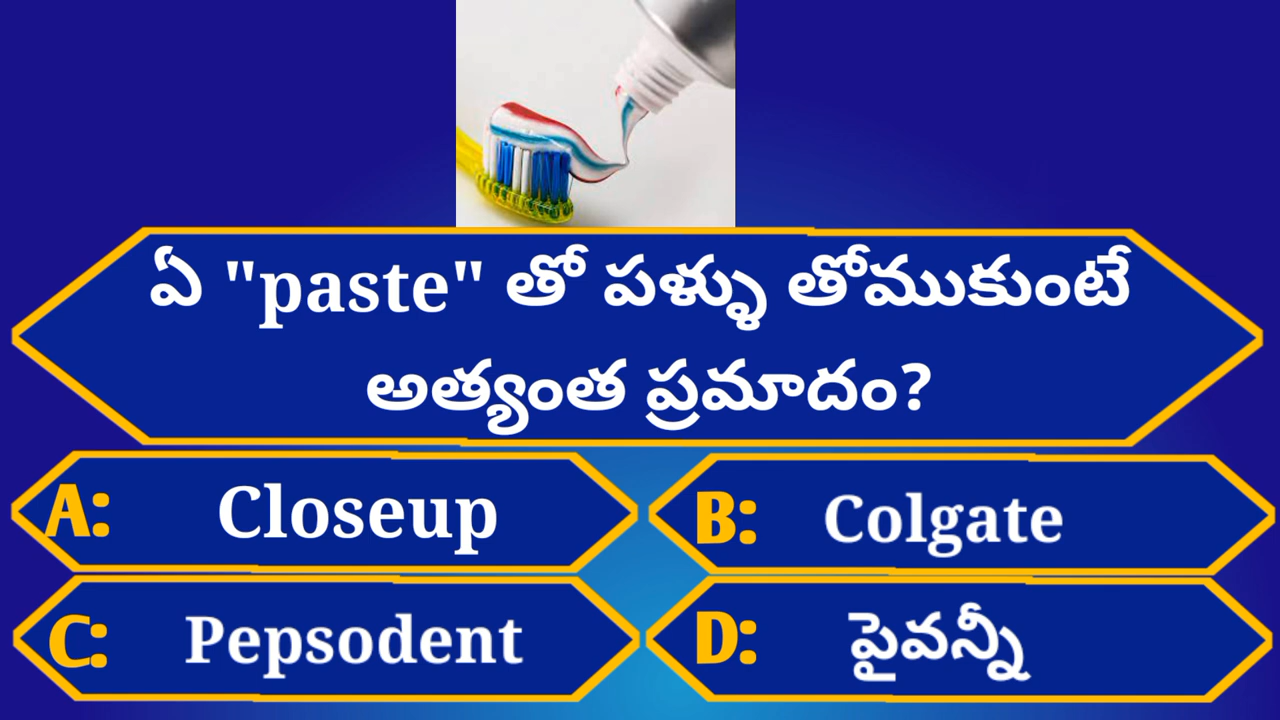 ఏ "paste" తో పళ్ళు తోముకుంటే
అత్యంత ప్రమాదం?
A: Closeup
B: Colgate
C: Pepsodent
D: పైవన్నీ